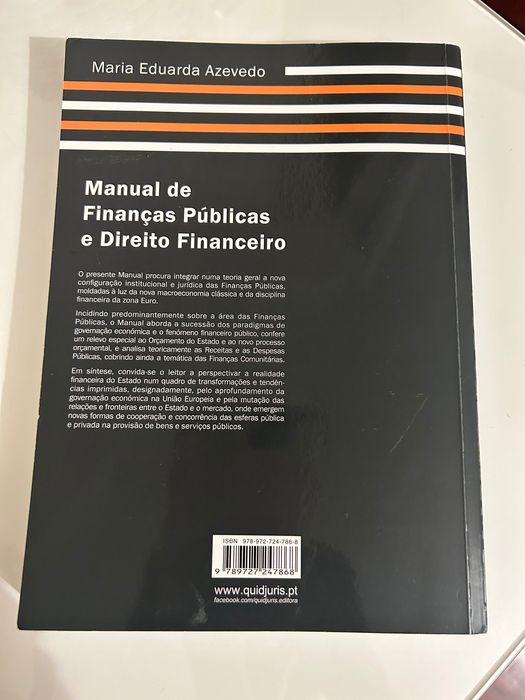 Maria Eduarda Azevedo
Manual de
Finanças Públicas
e Direito Financeiro
O presente Manual procura integrar numa teoria geral a nova
configuração institucional e jurídica das Finanças Públicas,
moldadas à luz da nova macroeconomia clássica e da disciplina
financeira da zona Euro.
Incidindo predominantemente sobre a área das Finanças
Públicas, o Manual aborda a sucessão dos paradigmas de
governação económica e o fenómeno financeiro público, confere
um relevo especial ao Orçamento do Estado e ao novo processo
orçamental, e analisa teoricamente as Receitas e as Despesas
Públicas, cobrindo ainda a temática das Finanças Comunitárias.
Em síntese, convida-se o leitor a perspectivar a realidade
financeira do Estado num quadro de transformações e tendên-
cias imprimidas, designadamente, pelo aprofundamento da
governação económica na União Europeia e pela mutação das
relações e fronteiras entre o Estado e o mercado, onde emergem
novas formas de cooperação e concorrência das esferas pública
e privada na provisão de bens e serviços públicos.
ISBN 978-972-724-786-8
9 789727 247868
www.quidjuris.pt
facebook.com/quidjuris.editora